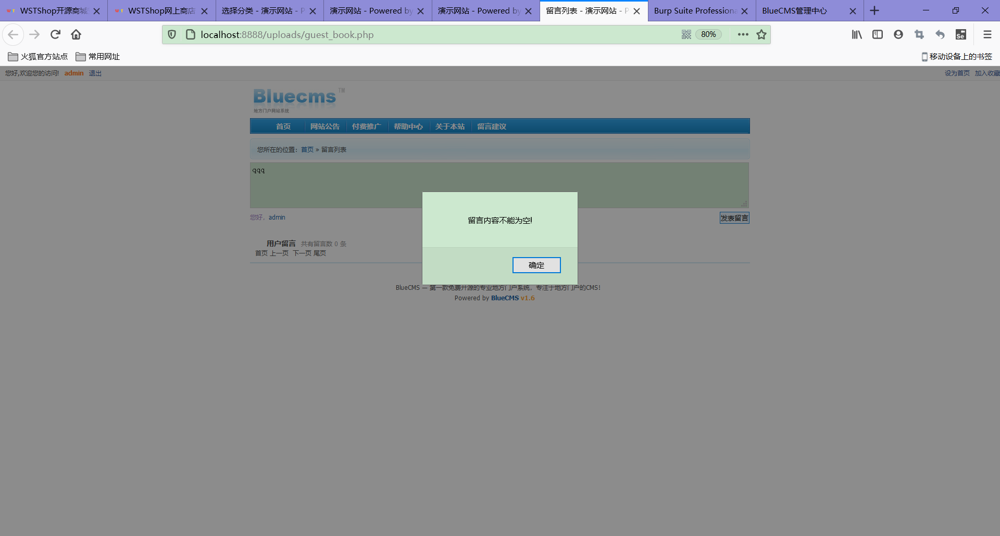 WSTShop开源商城
WSTShop网上商店
选择分类 - 演示网站 - P
演示网站 - Powered by
演示网站 - Powered by
留言列表 - 演示网站 - P
Burp Suite Professiona
BlueCMS管理中心
localhost:8888/uploads/guest_book.php
80%
Se
火狐官方站点 常用网址
移动设备上的书签
您好,欢迎您的访问! admin 退出
设为首页 加入收藏
Bluecms TM
地方门户网站系统
首页 网站公告 付费推广 帮助中心 关于本站 留言建议
您所在的位置：首页 » 留言列表
qqq
留言内容不能为空!
确定
您好，admin
发表留言
用户留言 共有留言数 0 条
首页 上一页 下一页 尾页
BlueCMS — 第一款免费开源的专业地方门户系统，专注于地方门户的CMS！
Powered by BlueCMS v1.6